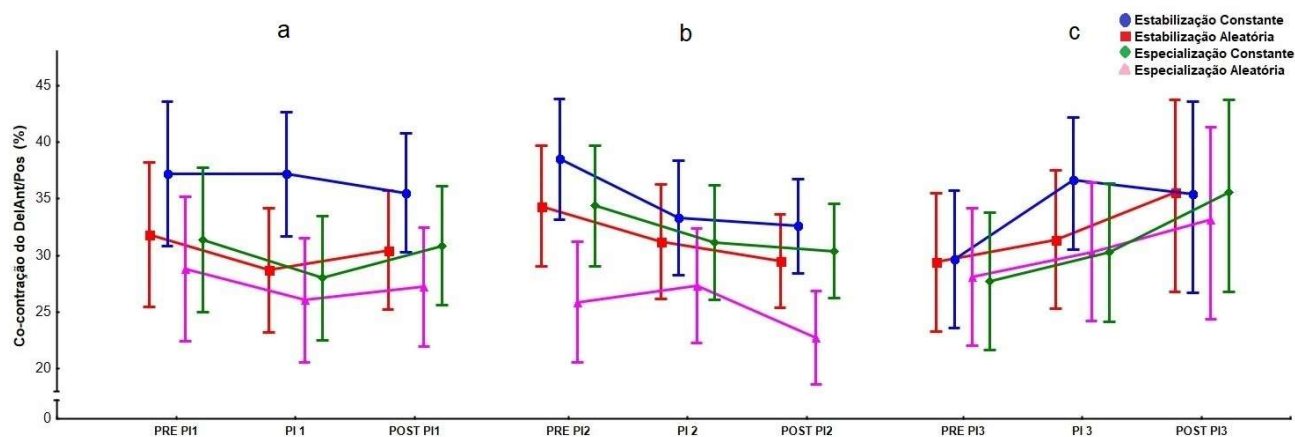 a
b
c
Estabilização Constante
Estabilização Aleatória
Especialização Constante
Especialização Aleatória
Co-contração do DelAnt/Pos (%)
45
40
35
30
25
20
0
PRE PI1
PI 1
POST PI1
PRE PI2
PI 2
POST PI2
PRE PI3
PI 3
POST PI3